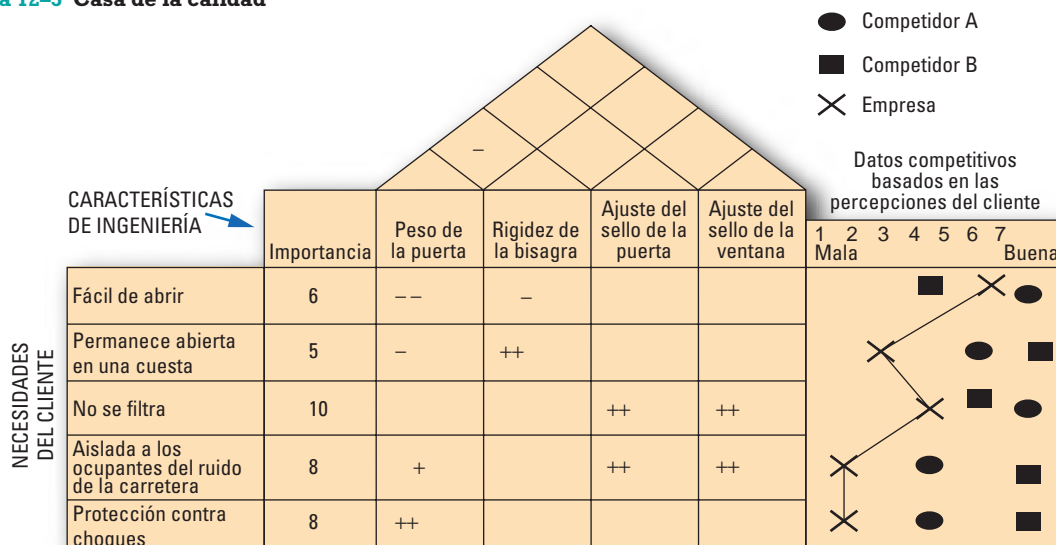 a 12–3 Casa de la calidad
Competidor A
Competidor B
Empresa
Datos competitivos
basados en las
percepciones del cliente
CARACTERÍSTICAS
DE INGENIERÍA
Importancia
Peso de
la puerta
Rigidez de
la bisagra
Ajuste del
sello de la
puerta
Ajuste del
sello de la
ventana
1 2 3 4 5 6 7
Mala Buena
–
NECESIDADES
DEL CLIENTE
Fácil de abrir 6 – – –
Permanece abierta
en una cuesta 5 – ++
No se filtra 10 ++ ++
Aislada a los
ocupantes del ruido
de la carretera 8 + ++ ++
Protección contra
choques 8 ++